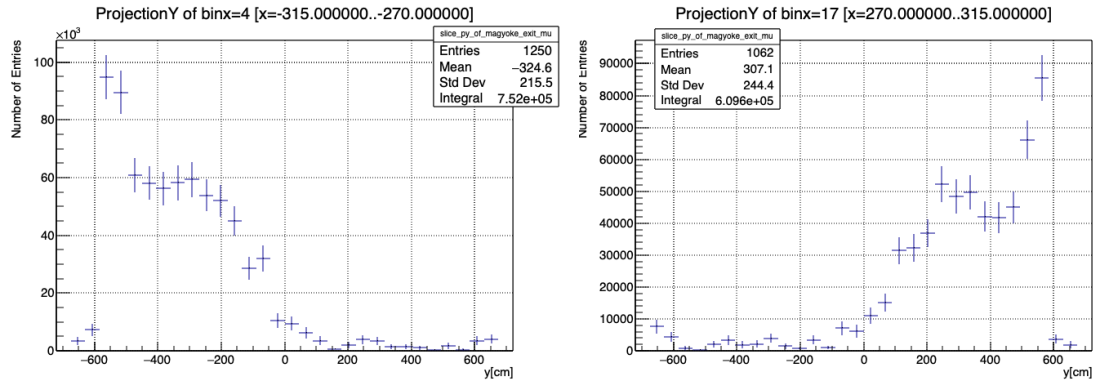 ProjectionY of binx=4 [x=-315.000000..-270.000000]
×10³
Number of Entries
100
80
60
40
20
0
−600
−400
−200
0
200
400
600
y[cm]
slice_py_of_magyoke_exit_mu
Entries 1250
Mean −324.6
Std Dev 215.5
Integral 7.52e+05
ProjectionY of binx=17 [x=270.000000..315.000000]
Number of Entries
90000
80000
70000
60000
50000
40000
30000
20000
10000
0
−600
−400
−200
0
200
400
600
y[cm]
slice_py_of_magyoke_exit_mu
Entries 1062
Mean 307.1
Std Dev 244.4
Integral 6.096e+05